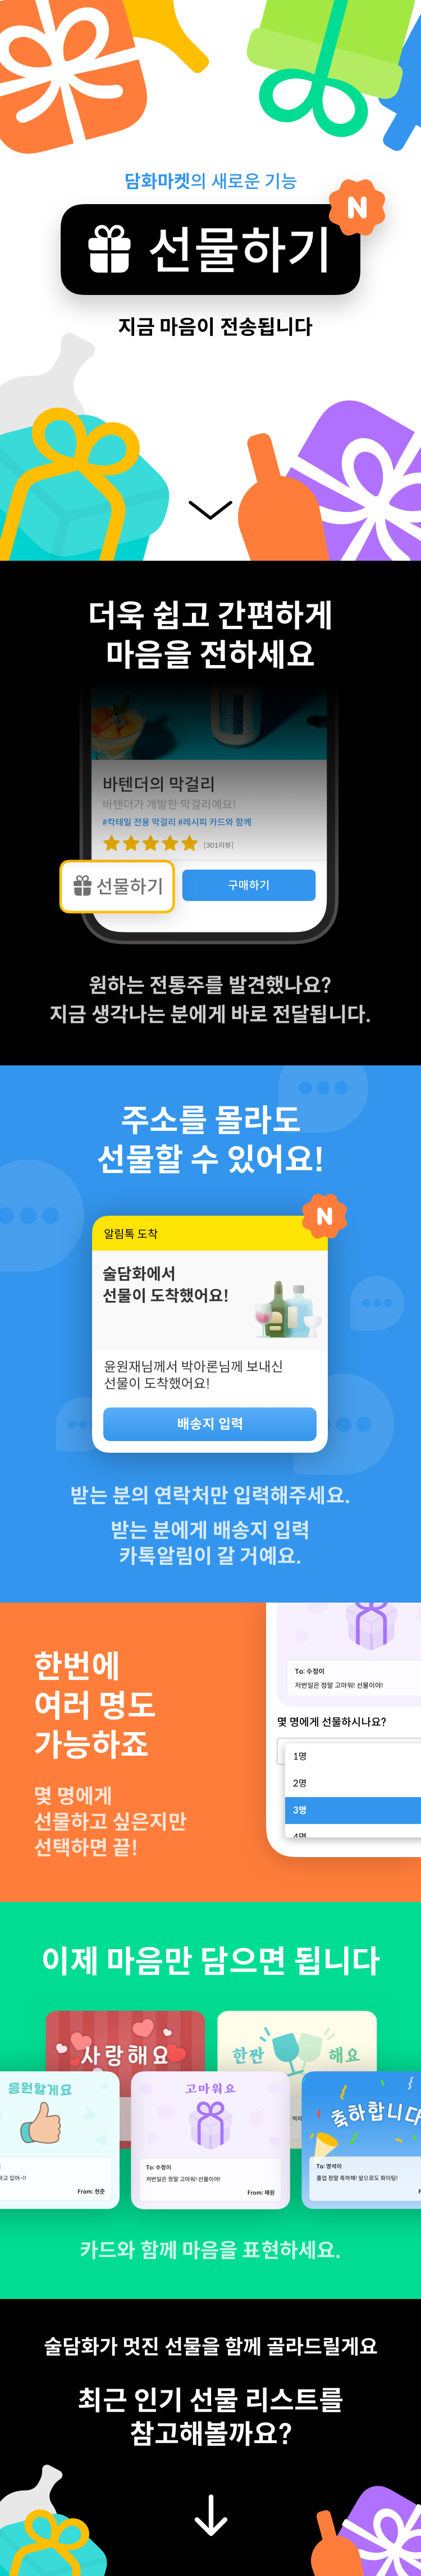 담화마켓의 새로운 기능
N
선물하기
지금 마음이 전송됩니다
더욱 쉽고 간편하게
마음을 전하세요
바텐더의 막걸리
바텐더가 개발한 막걸리예요!
#칵테일 전용 막걸리 #레시피 카드와 함께
[301리뷰]
선물하기
구매하기
원하는 전통주를 발견했나요?
지금 생각나는 분에게 바로 전달됩니다.
주소를 몰라도
선물할 수 있어요!
N
알림톡 도착
술담화에서
선물이 도착했어요!
윤원재님께서 박아론님께 보내신
선물이 도착했어요!
배송지 입력
받는 분의 연락처만 입력해주세요.
받는 분에게 배송지 입력
카톡알림이 갈 거예요.
한번에
여러 명도
가능하죠
몇 명에게
선물하고 싶은지만
선택하면 끝!
To: 수정이
저번일은 정말 고마워! 선물이야!
몇 명에게 선물하시나요?
1명
2명
3명
4명
이제 마음만 담으면 됩니다
사랑해요
한짠 해요
응원할게요
하고 있어~!!
From: 현준
고마워요
To: 수정이
저번일은 정말 고마워! 선물이야!
From: 재원
축하합니다
To: 영석이
졸업 정말 축하해! 앞으로도 화이팅!
카드와 함께 마음을 표현하세요.
술담화가 멋진 선물을 함께 골라드릴게요
최근 인기 선물 리스트를
참고해볼까요?